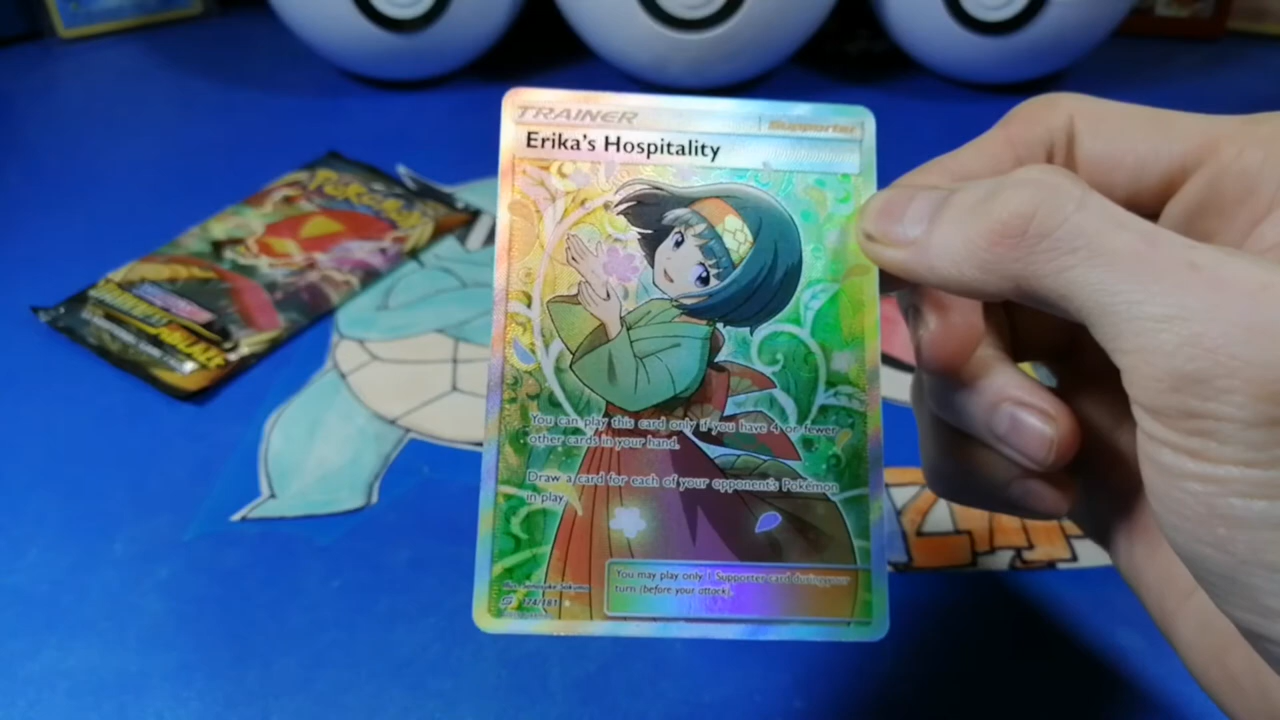 TRAINER
Supporter
Erika's Hospitality
POKéMON
You can play this card only if you have 4 or fewer
other cards in your hand.
Draw a card for each of your opponent's Pokémon
in play.
You may play only 1 Supporter card during your
turn (before your attack).
174/181